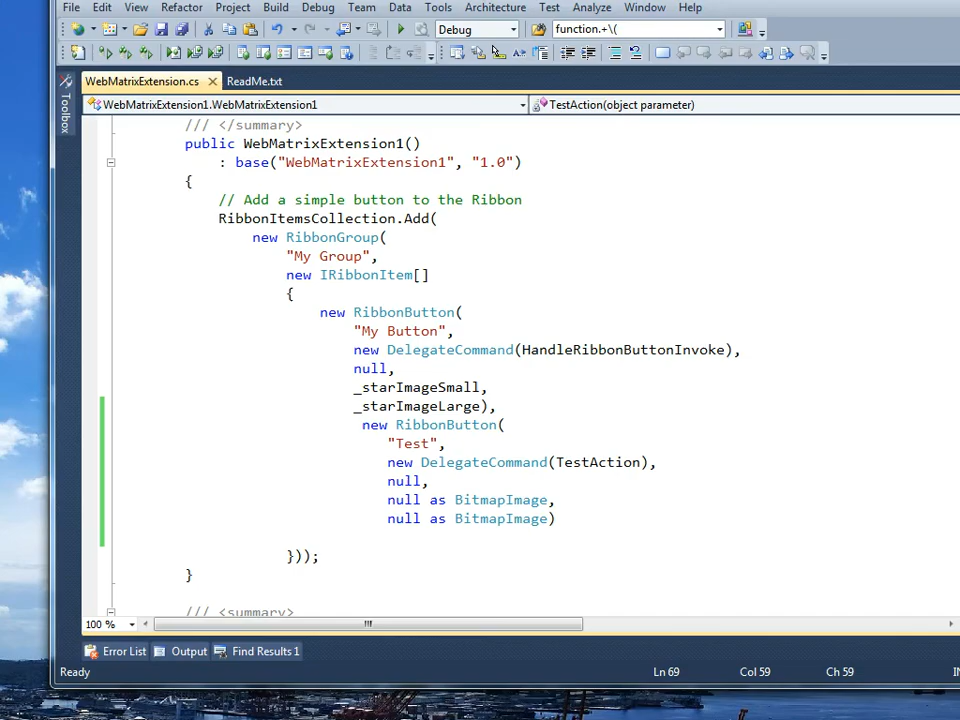 File Edit View Refactor Project Build Debug Team Data Tools Architecture Test Analyze Window Help
Debug function.+\(
WebMatrixExtension.cs ReadMe.txt
Toolbox
WebMatrixExtension1.WebMatrixExtension1 TestAction(object parameter)
/// </summary>
public WebMatrixExtension1()
: base("WebMatrixExtension1", "1.0")
{
// Add a simple button to the Ribbon
RibbonItemsCollection.Add(
new RibbonGroup(
"My Group",
new IRibbonItem[]
{
new RibbonButton(
"My Button",
new DelegateCommand(HandleRibbonButtonInvoke),
null,
_starImageSmall,
_starImageLarge),
new RibbonButton(
"Test",
new DelegateCommand(TestAction),
null,
null as BitmapImage,
null as BitmapImage)
}));
}
/// <summary>
100 %
Error List Output Find Results 1
Ready Ln 69 Col 59 Ch 59